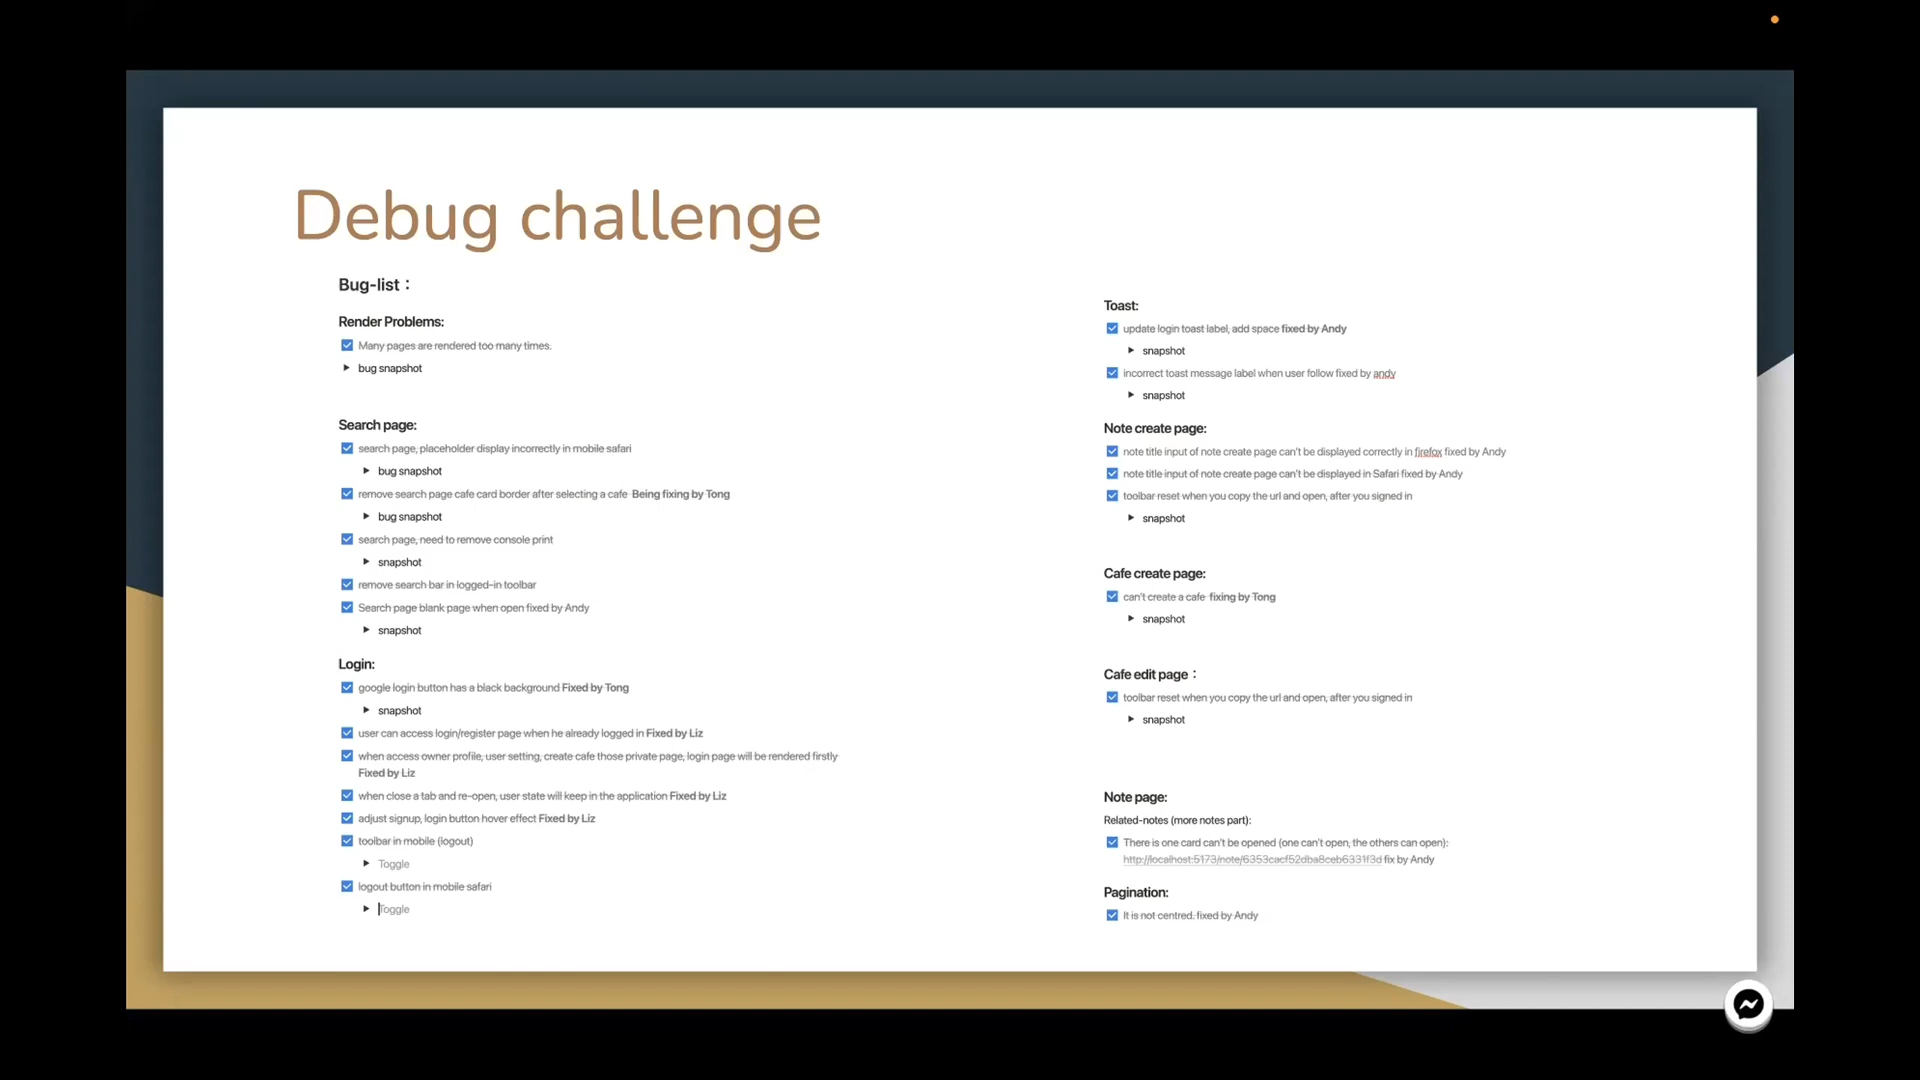 Debug challenge
Bug-list：
Render Problems:
Many pages are rendered too many times.
bug snapshot
Search page:
search page, placeholder display incorrectly in mobile safari
bug snapshot
remove search page cafe card border after selecting a cafe Being fixing by Tong
bug snapshot
search page, need to remove console print
snapshot
remove search bar in logged-in toolbar
Search page blank page when open fixed by Andy
snapshot
Login:
google login button has a black background Fixed by Tong
snapshot
user can access login/register page when he already logged in Fixed by Liz
when access owner profile, user setting, create cafe those private page, login page will be rendered firstly
Fixed by Liz
when close a tab and re-open, user state will keep in the application Fixed by Liz
adjust signup, login button hover effect Fixed by Liz
toolbar in mobile (logout)
Toggle
logout button in mobile safari
Toggle
Toast:
update login toast label, add space fixed by Andy
snapshot
incorrect toast message label when user follow fixed by andy
snapshot
Note create page:
note title input of note create page can't be displayed correctly in firefox fixed by Andy
note title input of note create page can't be displayed in Safari fixed by Andy
toolbar reset when you copy the url and open, after you signed in
snapshot
Cafe create page:
can't create a cafe fixing by Tong
snapshot
Cafe edit page：
toolbar reset when you copy the url and open, after you signed in
snapshot
Note page:
Related-notes (more notes part):
There is one card can't be opened (one can't open, the others can open):
http://localhost:5173/note/6353cacf52dba8ceb6331f3d fix by Andy
Pagination:
It is not centred. fixed by Andy